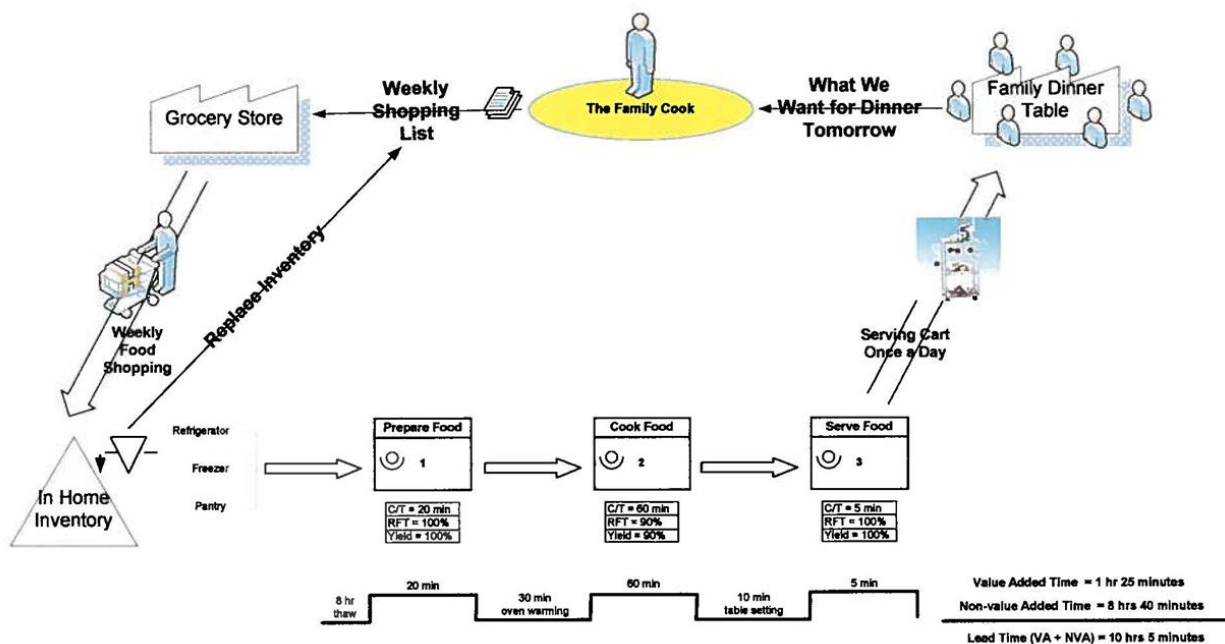 Grocery Store
Weekly
Shopping
List
The Family Cook
What We
Want for Dinner
Tomorrow
Family Dinner
Table
Replace Inventory
Weekly
Food
Shopping
Serving Cart
Once a Day
In Home
Inventory
Refrigerator
Freezer
Pantry
Prepare Food
1
C/T = 20 min
RFT = 100%
Yield = 100%
Cook Food
2
C/T = 60 min
RFT = 90%
Yield = 90%
Serve Food
3
C/T = 5 min
RFT = 100%
Yield = 100%
8 hr
thaw
20 min
30 min
oven warming
60 min
10 min
table setting
5 min
Value Added Time = 1 hr 25 minutes
Non-value Added Time = 8 hrs 40 minutes
Lead Time (VA + NVA) = 10 hrs 5 minutes